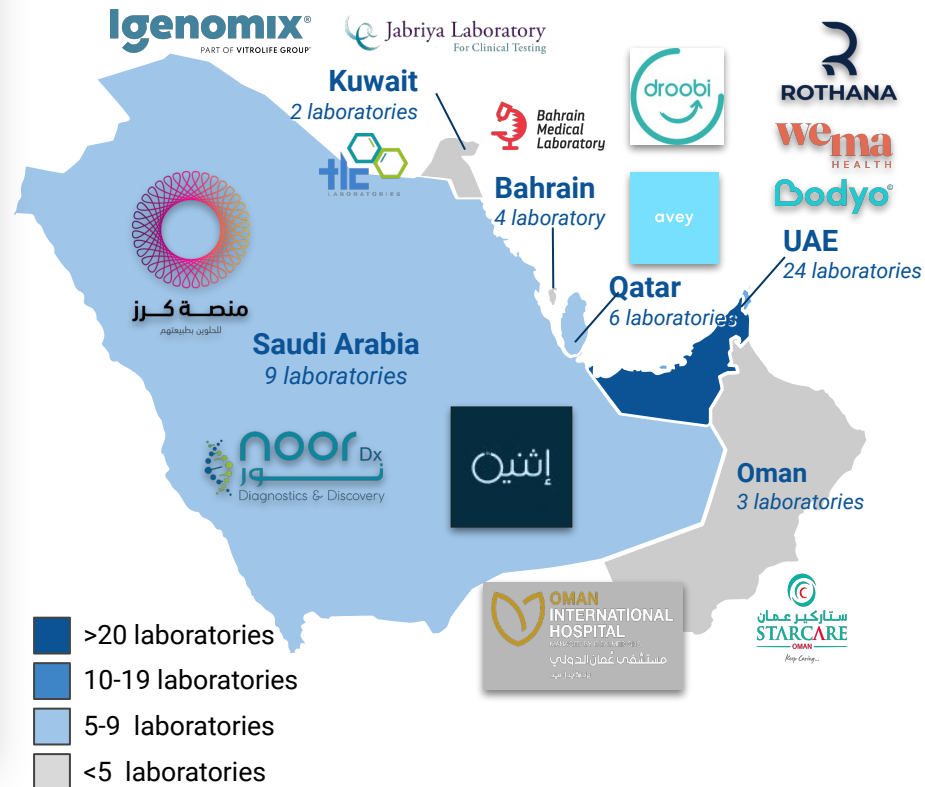 Igenomix®
PART OF VITROLIFE GROUP
Jabriya Laboratory
For Clinical Testing
Kuwait
2 laboratories
tlc
LABORATORIES
Bahrain
Medical
Laboratory
droobi
ROTHANA
wema
HEALTH
Bodyo©
Bahrain
4 laboratory
avey
UAE
24 laboratories
Qatar
6 laboratories
منصة كرز
للحلوين بطبيعتهم
Saudi Arabia
9 laboratories
noor Dx
نور
Diagnostics & Discovery
إثنين
Oman
3 laboratories
OMAN
INTERNATIONAL
HOSPITAL
مستشفى عُمان الدولي
ستاركير عمان
STARCARE
OMAN
Keep Caring...
>20 laboratories
10-19 laboratories
5-9 laboratories
<5 laboratories